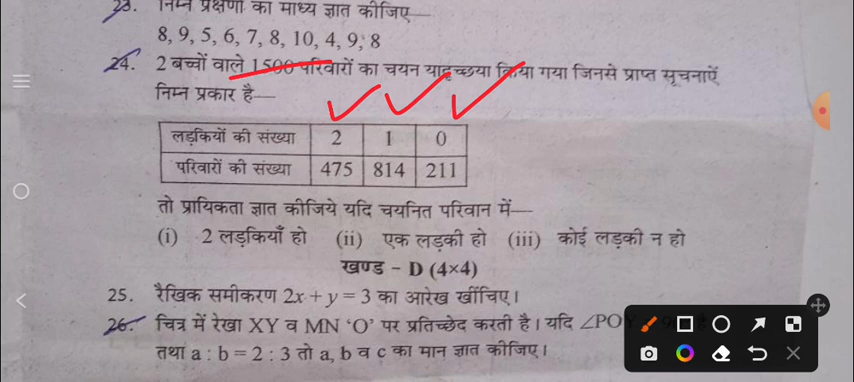 23. निम्न प्रेक्षणों का माध्य ज्ञात कीजिए—
8, 9, 5, 6, 7, 8, 10, 4, 9, 8
24. 2 बच्चों वाले 1500 परिवारों का चयन यादृच्छया किया गया जिनसे प्राप्त सूचनाऐं
निम्न प्रकार है—
लड़कियों की संख्या 2 1 0
परिवारों की संख्या 475 814 211
तो प्रायिकता ज्ञात कीजिये यदि चयनित परिवान में—
(i) 2 लड़कियाँ हो (ii) एक लड़की हो (iii) कोई लड़की न हो
खण्ड - D (4×4)
25. रैखिक समीकरण 2x + y = 3 का आरेख खींचिए।
26. चित्र में रेखा XY व MN ‘O’ पर प्रतिच्छेद करती है। यदि ∠POY
तथा a : b = 2 : 3 तो a, b व c का मान ज्ञात कीजिए।